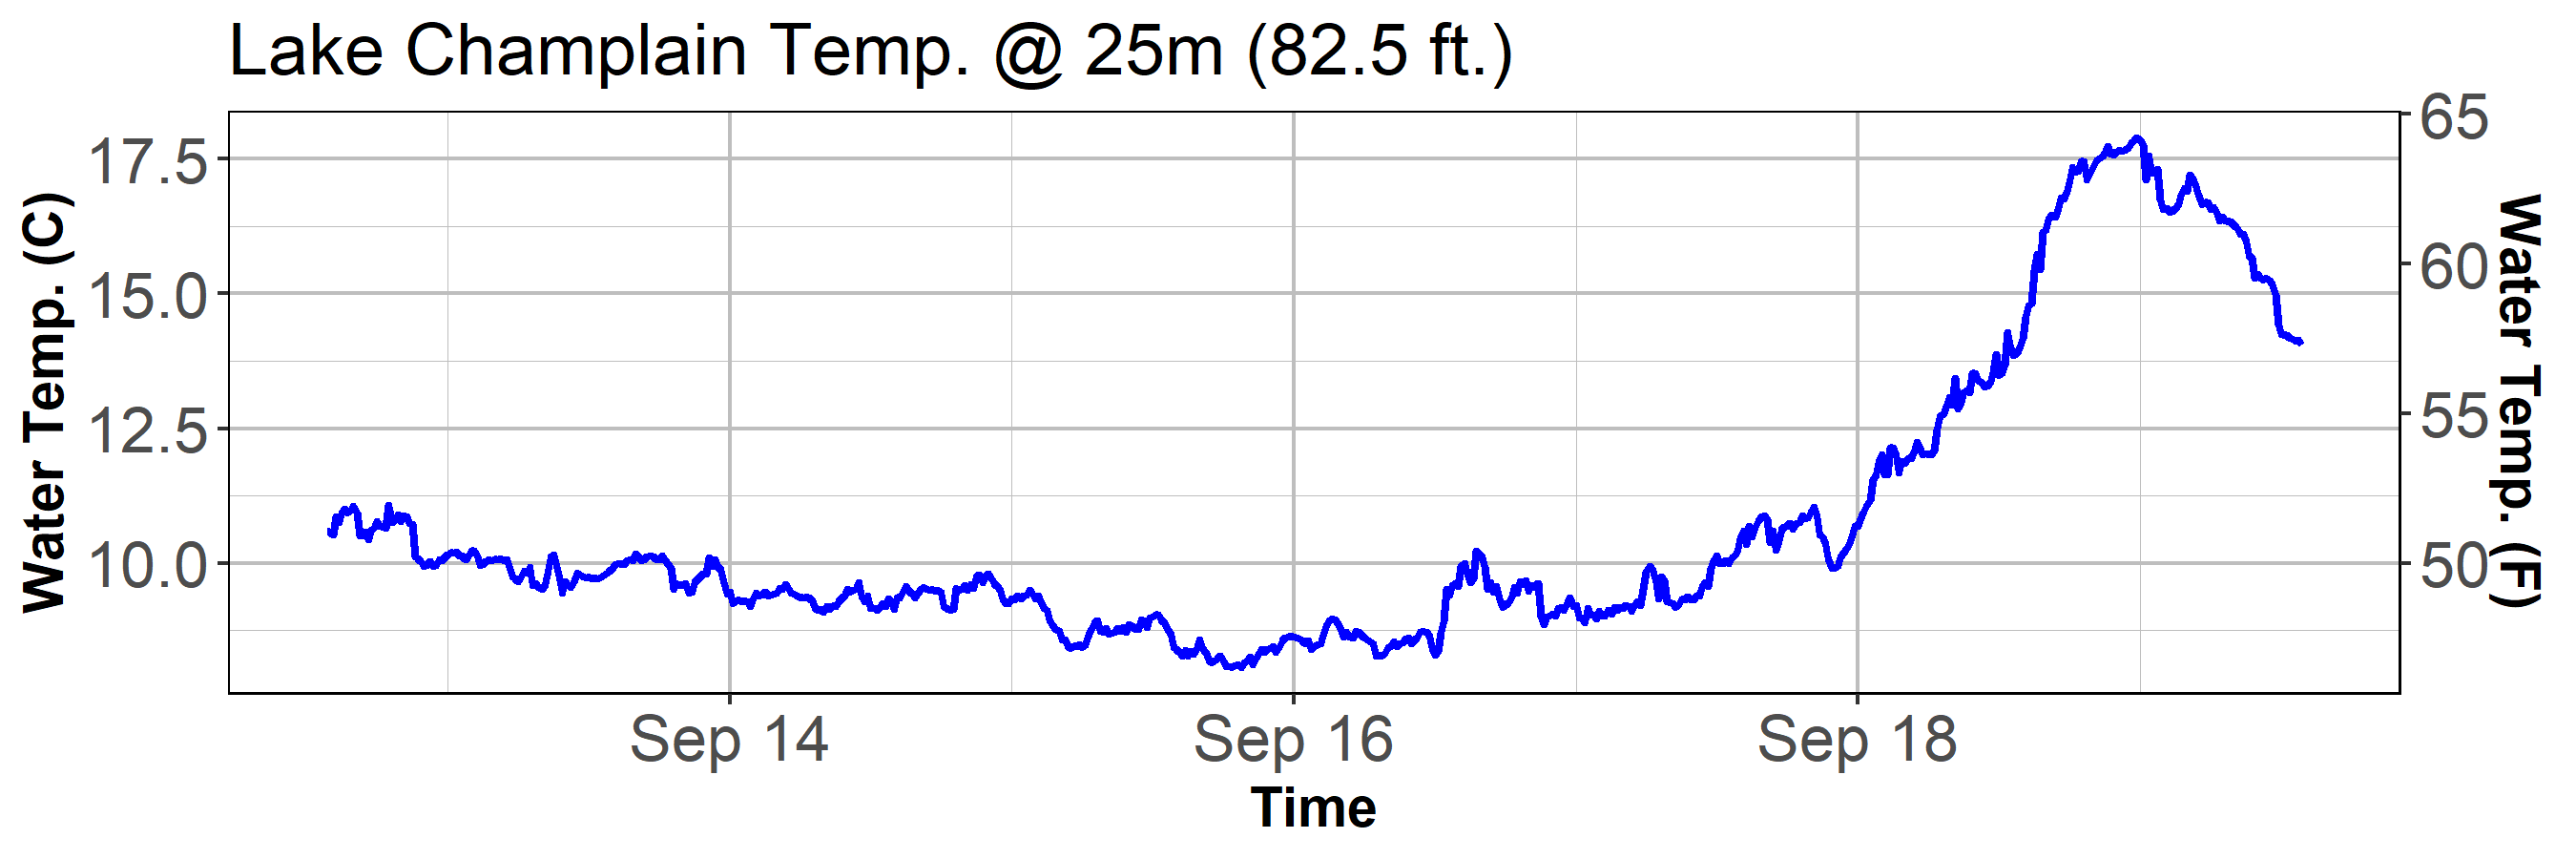 Lake Champlain Temp. @ 25m (82.5 ft.)
Water Temp. (C)
17.5
15.0
12.5
10.0
65
60
55
50
Water Temp. (F)
Sep 14
Sep 16
Sep 18
Time